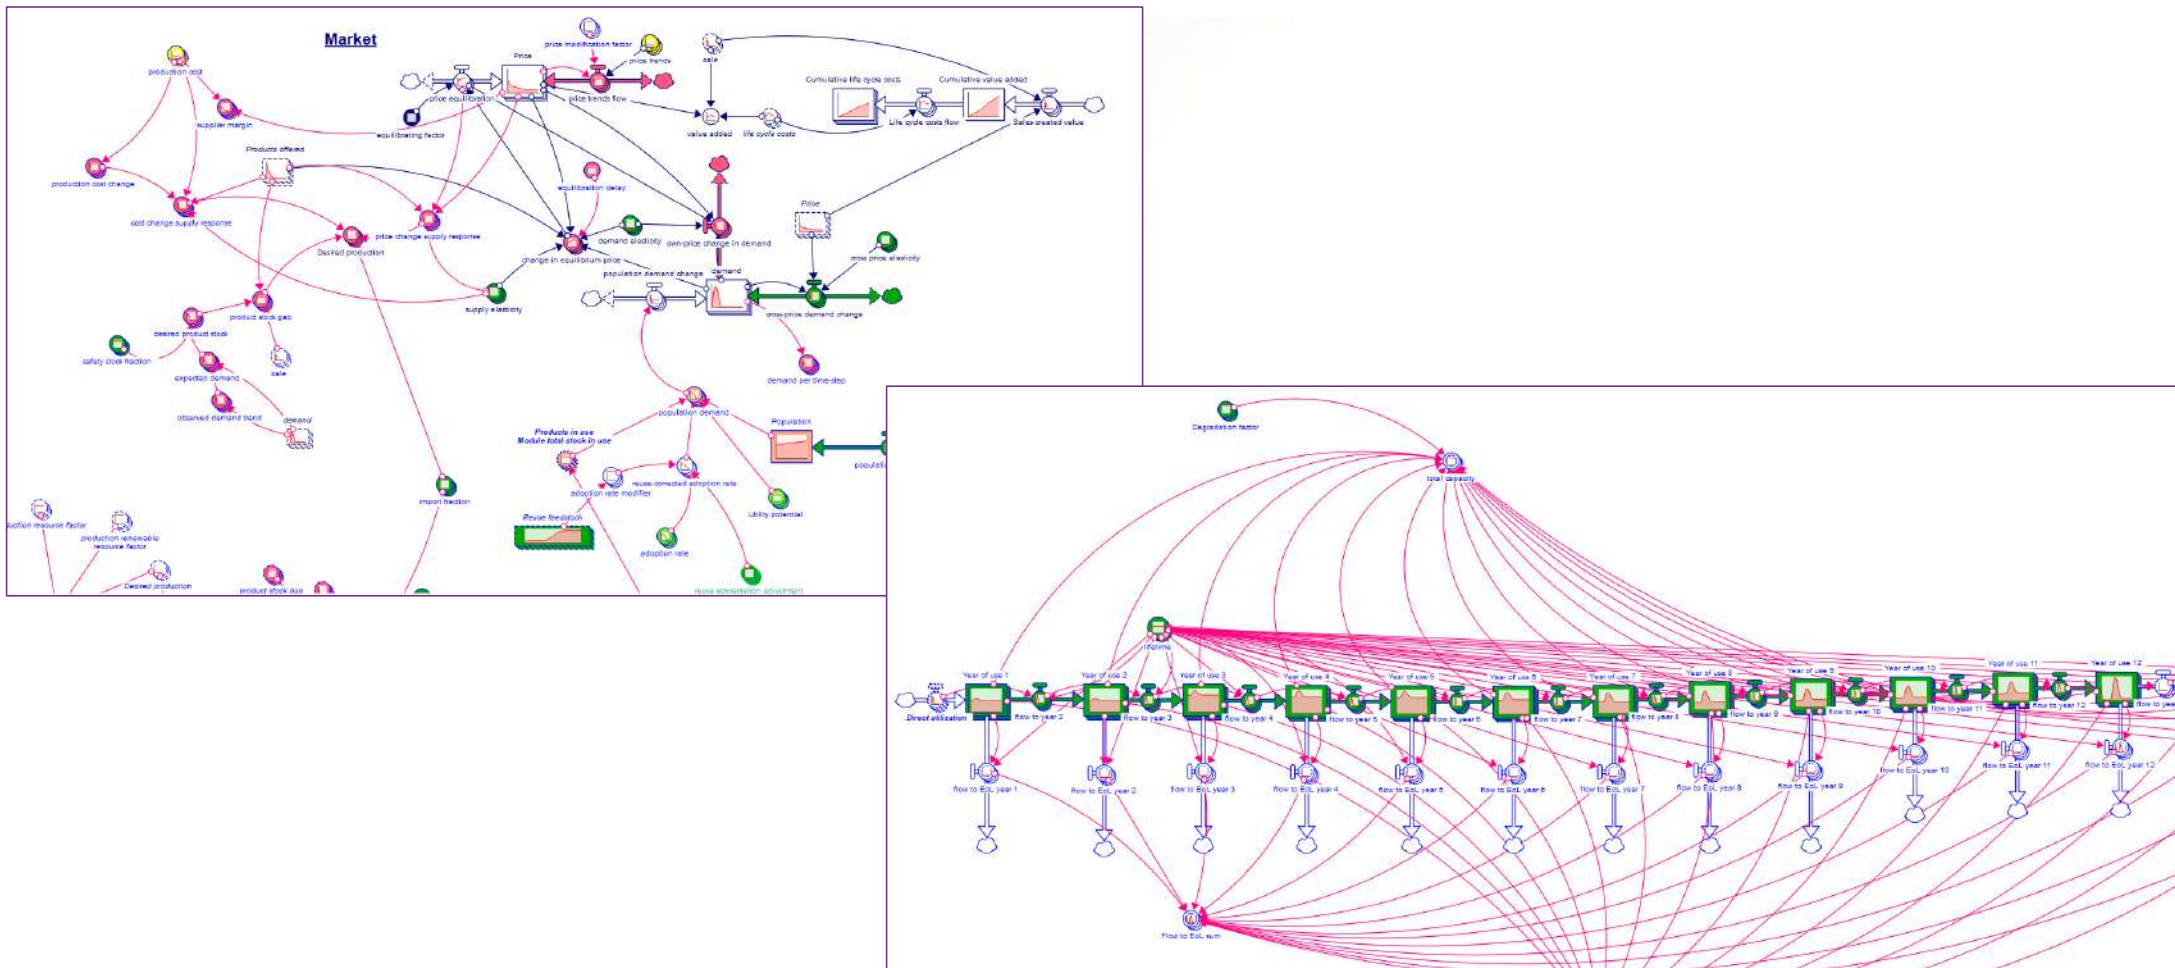 Market
price modification factor
production cost
Price
price trends
sale
Cumulative life cycle costs
Cumulative value added
price equilibration
price trends flow
supplier margin
equilibrating factor
value added
life cycle costs
Life cycle costs flow
Sales-created value
Products offered
production cost change
equilibration delay
Price
cost change supply response
price change supply response
demand elasticity
own-price change in demand
Desired production
change in equilibrium price
cross price elasticity
population demand change
demand
supply elasticity
cross-price demand change
product stock gap
desired product stock
safety stock fraction
sale
expected demand
demand per time-step
observed demand trend
demand
population demand
Population
Products in use
Module total stock in use
adoption rate modifier
reuse-corrected adoption rate
import fraction
utility potential
Reuse feedstock
uction resource factor
production renewable
resource factor
adoption rate
Desired production
product stock gap
Degradation factor
total capacity
lifetime
Year of use 1
Year of use 2
Year of use 3
Year of use 4
Year of use 5
Year of use 6
Year of use 7
Year of use 8
Year of use 9
Year of use 10
Year of use 11
Year of use 12
Direct utilization
flow to year 2
flow to year 3
flow to year 4
flow to year 5
flow to year 6
flow to year 7
flow to year 8
flow to year 9
flow to year 10
flow to year 11
flow to year 12
flow to year
flow to EoL year 1
flow to EoL year 2
flow to EoL year 3
flow to EoL year 4
flow to EoL year 5
flow to EoL year 6
flow to EoL year 7
flow to EoL year 8
flow to EoL year 9
flow to EoL year 10
flow to EoL year 11
flow to EoL year 12
Flow to EoL sum